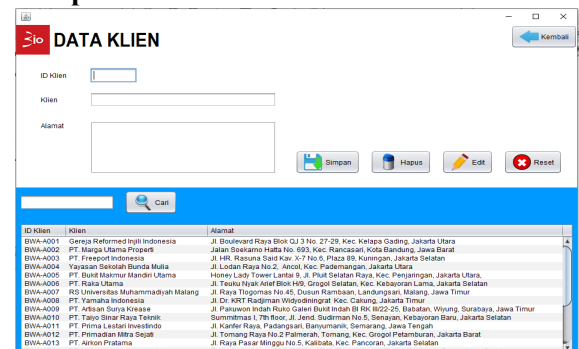 3io DATA KLIEN
Kembali
ID Klien
Klien
Alamat
Simpan Hapus Edit Reset
Cari
ID Klien Klien Alamat
BWA-A001 Gereja Reformed Injili Indonesia Jl. Boulevard Raya Blok QJ 3 No. 27-29, Kec. Kelapa Gading, Jakarta Utara
BWA-A002 PT. Marga Utama Properti Jalan Soekarno Hatta No. 693, Kec. Rancasari, Kota Bandung, Jawa Barat
BWA-A003 PT. Freeport Indonesia Jl. HR. Rasuna Said Kav. X-7 No.6, Plaza 89, Kuningan, Jakarta Selatan
BWA-A004 Yayasan Sekolah Bunda Mulia Jl. Lodan Raya No.2, Ancol, Kec. Pademangan, Jakarta Utara
BWA-A005 PT. Bukit Makmur Mandiri Utama Honey Lady Tower Lantai 9, Jl. Pluit Selatan Raya, Kec. Penjaringan, Jakarta Utara,
BWA-A006 PT. Raka Utama Jl. Teuku Nyak Arief Blok H/9, Grogol Selatan, Kec. Kebayoran Lama, Jakarta Selatan
BWA-A007 RS Universitas Muhammadiyah Malang Jl. Raya Tlogomas No.45, Dusun Rambaan, Landungsari, Malang, Jawa Timur
BWA-A008 PT. Yamaha Indonesia Jl. Dr. KRT Radjiman Widyodiningrat Kec. Cakung, Jakarta Timur
BWA-A009 PT. Artisan Surya Krease Jl. Pakuwon Indah Ruko Galeri Bukit Indah Bl RK III/22-25, Babatan, Wiyung, Surabaya, Jawa Timur
BWA-A010 PT. Taiyo Sinar Raya Teknik Summitmas I, 7th floor, Jl. Jend. Sudirman No.5, Senayan, Kebayoran Baru, Jakarta Selatan
BWA-A011 PT. Prima Lestari Investindo Jl. Kanfer Raya, Padangsari, Banyumanik, Semarang, Jawa Tengah
BWA-A012 PT. Primadian Mitra Sejati Jl. Tomang Raya No.2 Palmerah, Tomang, Kec. Grogol Petamburan, Jakarta Barat
BWA-A013 PT. Airkon Pratama Jl. Raya Pasar Minggu No.5, Kalibata, Kec. Pancoran, Jakarta Selatan